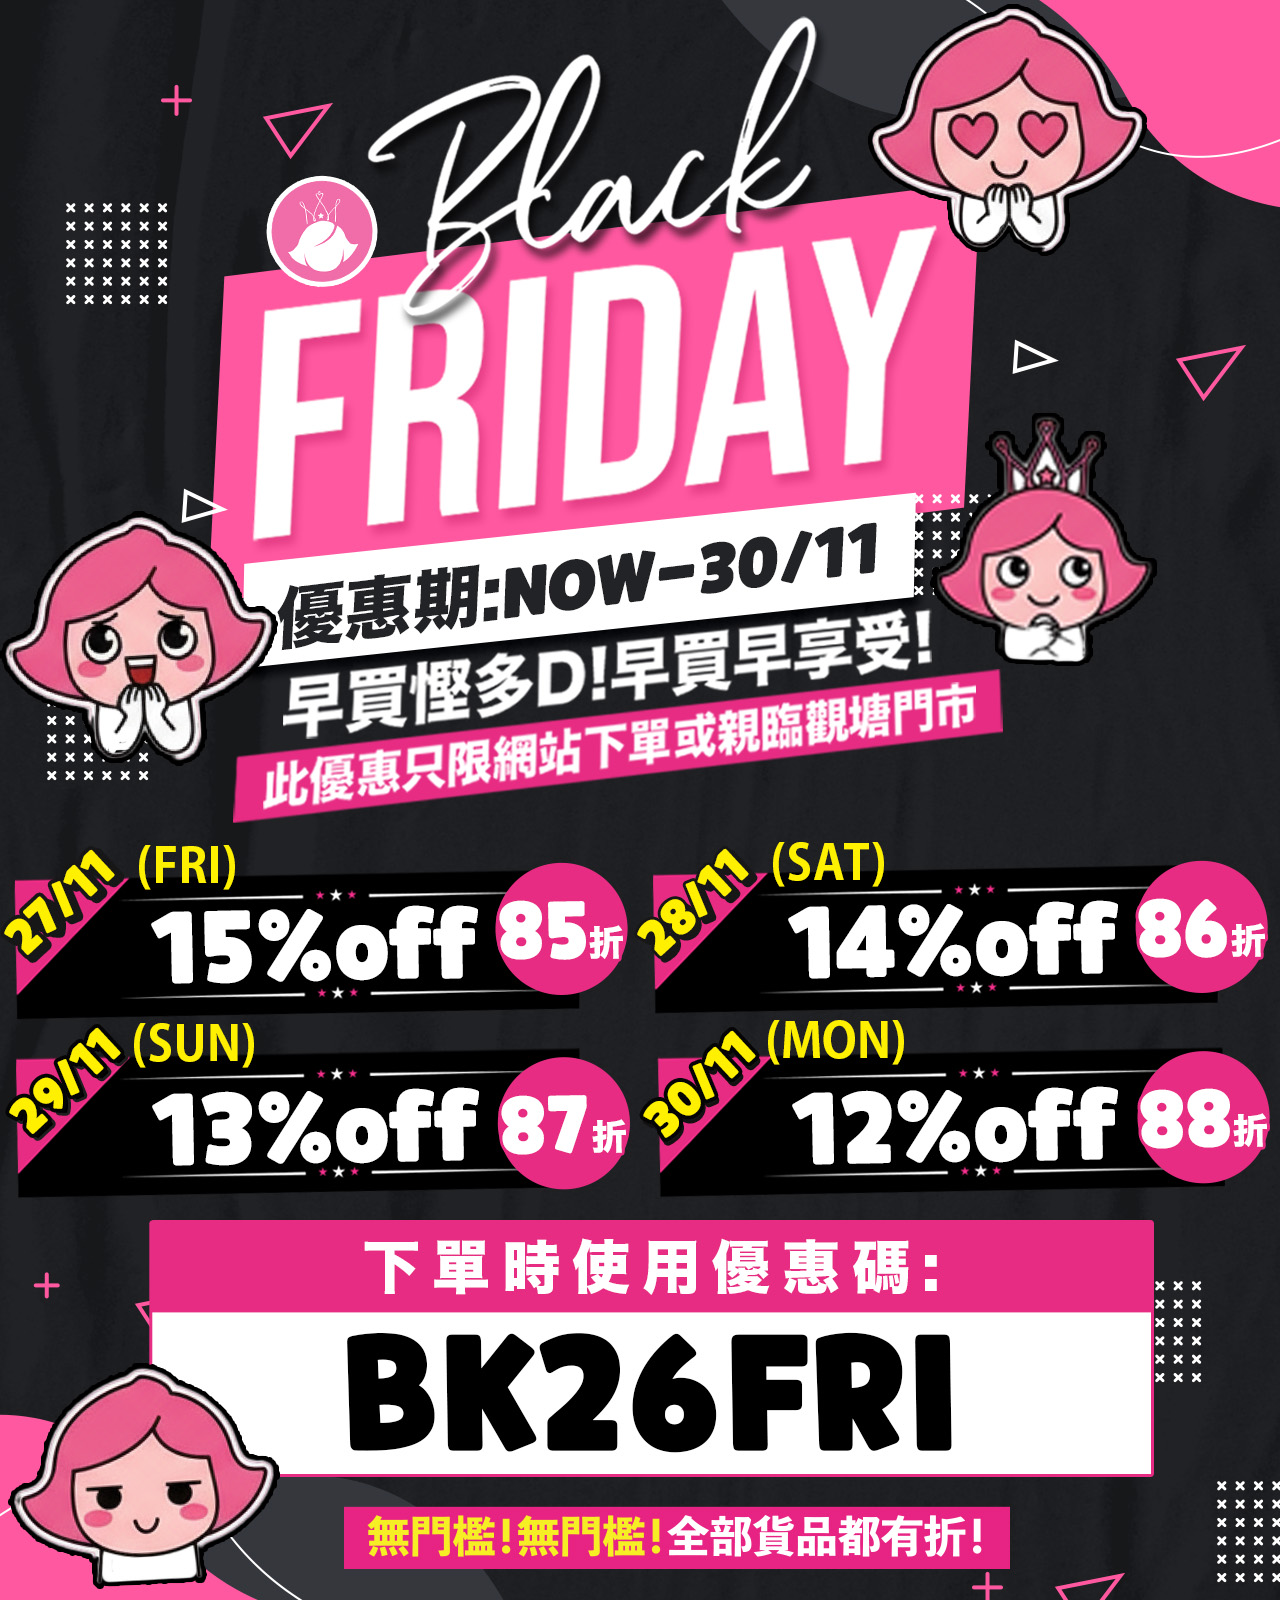 Black
FRIDAY
優惠期:NOW-30/11
早買慳多D!早買早享受!
此優惠只限網站下單或親臨觀塘門市
27/11 (FRI)
15%off 85折
28/11 (SAT)
14%off 86折
29/11 (SUN)
13%off 87折
30/11 (MON)
12%off 88折
下單時使用優惠碼:
BK26FRI
無門檻!無門檻!全部貨品都有折!